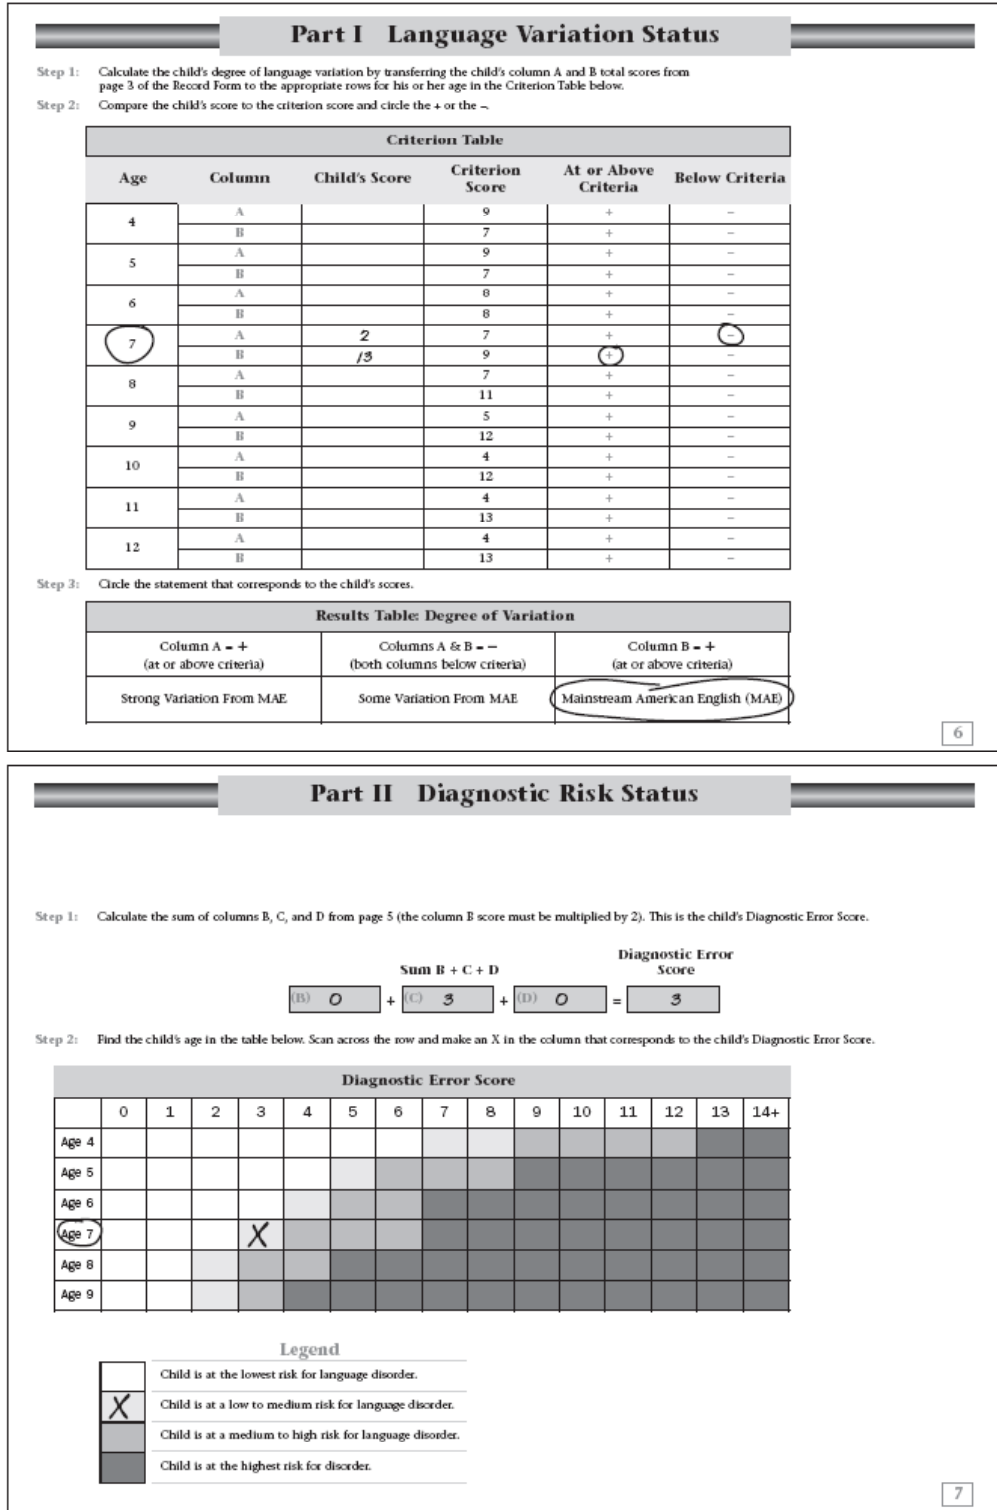 Part I Language Variation Status
Step 1: Calculate the child's degree of language variation by transferring the child's column A and B total scores from
page 3 of the Record Form to the appropriate rows for his or her age in the Criterion Table below.
Step 2: Compare the child's score to the criterion score and circle the + or the –.
Criterion Table
Age Column Child's Score Criterion Score At or Above Criteria Below Criteria
4 A 9 + –
B 7 + –
5 A 9 + –
B 7 + –
6 A 8 + –
B 8 + –
7 A 2 7 + –
B 13 9 + –
8 A 7 + –
B 11 + –
9 A 5 + –
B 12 + –
10 A 4 + –
B 12 + –
11 A 4 + –
B 13 + –
12 A 4 + –
B 13 + –
Step 3: Circle the statement that corresponds to the child's scores.
Results Table: Degree of Variation
Column A = + Columns A & B = – Column B = +
(at or above criteria) (both columns below criteria) (at or above criteria)
Strong Variation From MAE Some Variation From MAE Mainstream American English (MAE)
6
Part II Diagnostic Risk Status
Step 1: Calculate the sum of columns B, C, and D from page 5 (the column B score must be multiplied by 2). This is the child's Diagnostic Error Score.
Diagnostic Error
Sum B + C + D Score
(B) 0 + (C) 3 + (D) 0 = 3
Step 2: Find the child's age in the table below. Scan across the row and make an X in the column that corresponds to the child's Diagnostic Error Score.
Diagnostic Error Score
0 1 2 3 4 5 6 7 8 9 10 11 12 13 14+
Age 4
Age 5
Age 6
Age 7 X
Age 8
Age 9
Legend
Child is at the lowest risk for language disorder.
X Child is at a low to medium risk for language disorder.
Child is at a medium to high risk for language disorder.
Child is at the highest risk for disorder.
7